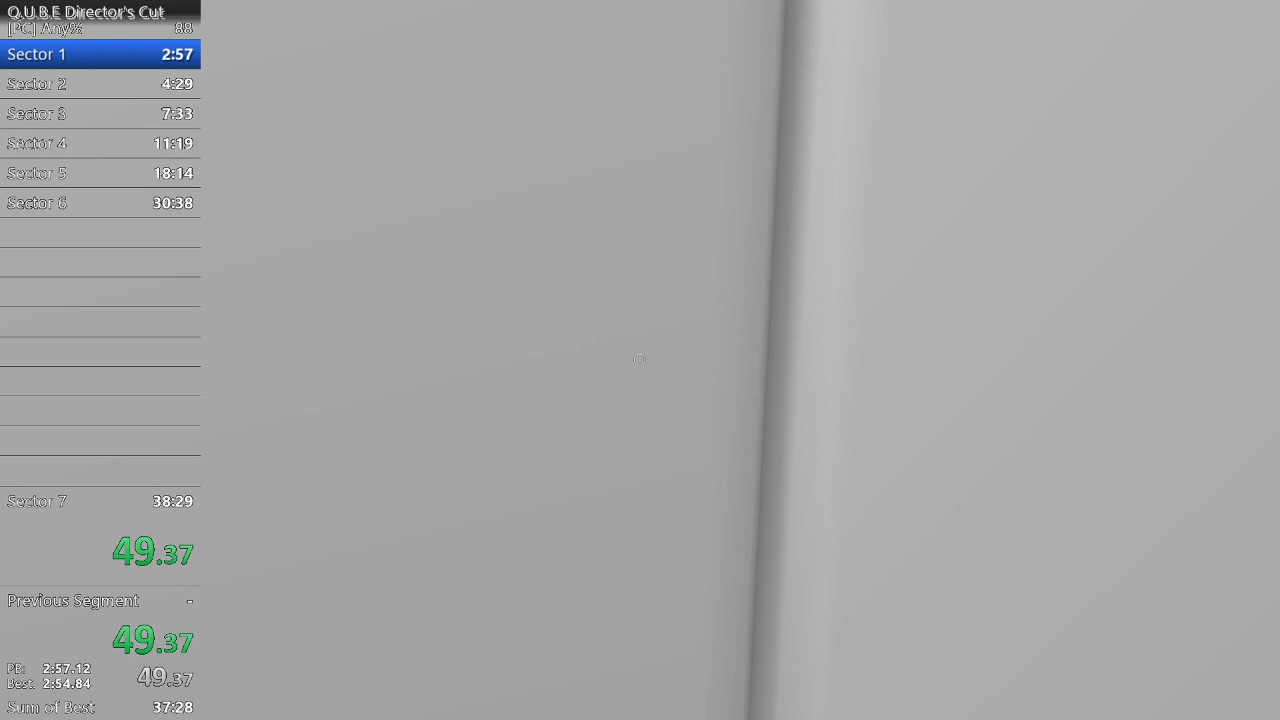 Q.U.B.E Director's Cut
[PC] Any% 88
Sector 1 2:57
Sector 2 4:29
Sector 3 7:33
Sector 4 11:19
Sector 5 18:14
Sector 6 30:38
Sector 7 38:29
49.37
Previous Segment -
49.37
PB: 2:57.12 49.37
Best: 2:54.84
Sum of Best 37:28